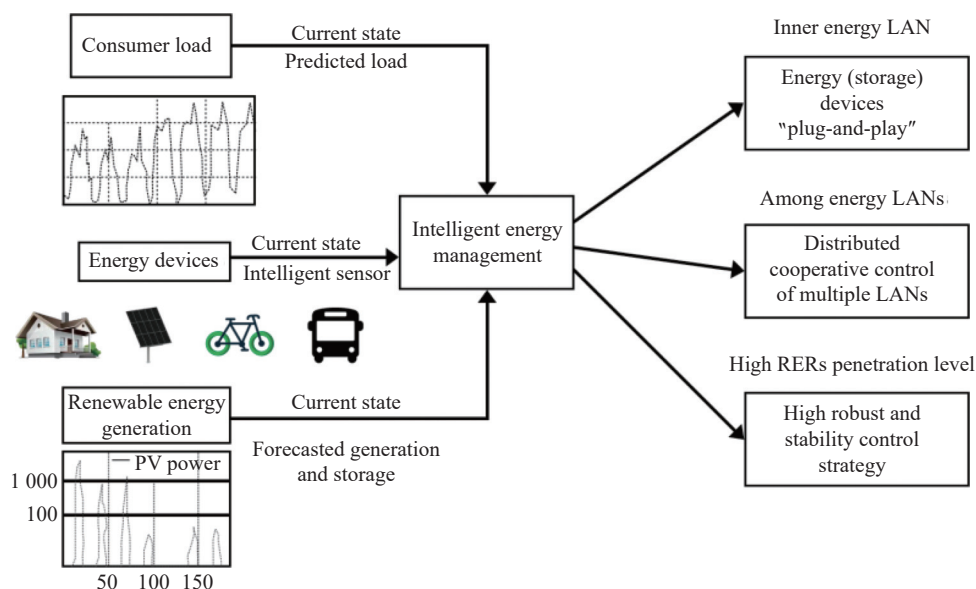 Consumer load
Current state
Predicted load
Energy devices
Current state
Intelligent sensor
Renewable energy
generation
Current state
Forecasted generation
and storage
PV power
1 000
100
50 100 150
Intelligent energy
management
Inner energy LAN
Energy (storage)
devices
"plug-and-play"
Among energy LANs
Distributed
cooperative control
of multiple LANs
High RERs penetration level
High robust and
stability control
strategy